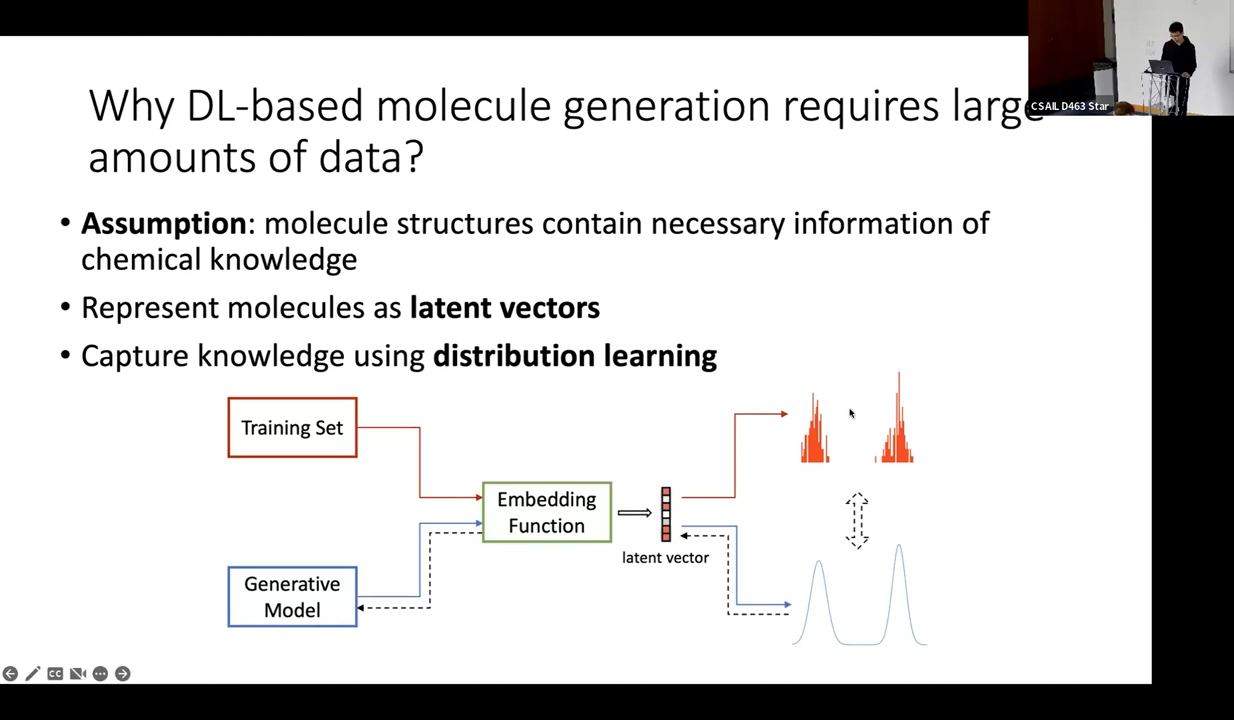 CSAIL D463 Star
Why DL-based molecule generation requires large
amounts of data?
• Assumption: molecule structures contain necessary information of
chemical knowledge
• Represent molecules as latent vectors
• Capture knowledge using distribution learning
Training Set
Embedding
Function
latent vector
Generative
Model
CC